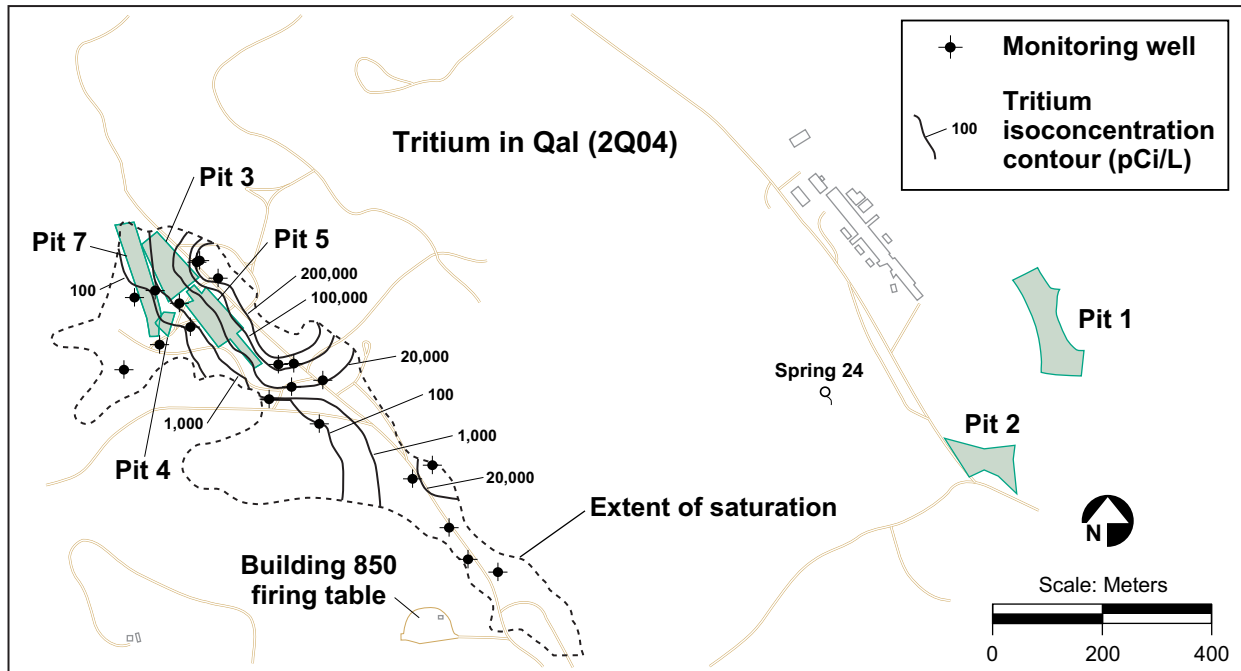 Monitoring well
Tritium
isoconcentration
contour (pCi/L)
100
Tritium in Qal (2Q04)
Pit 3
Pit 7
Pit 5
200,000
100
100,000
20,000
Pit 1
Spring 24
100
1,000
1,000
Pit 2
Pit 4
20,000
Extent of saturation
Building 850
firing table
N
Scale: Meters
0
200
400